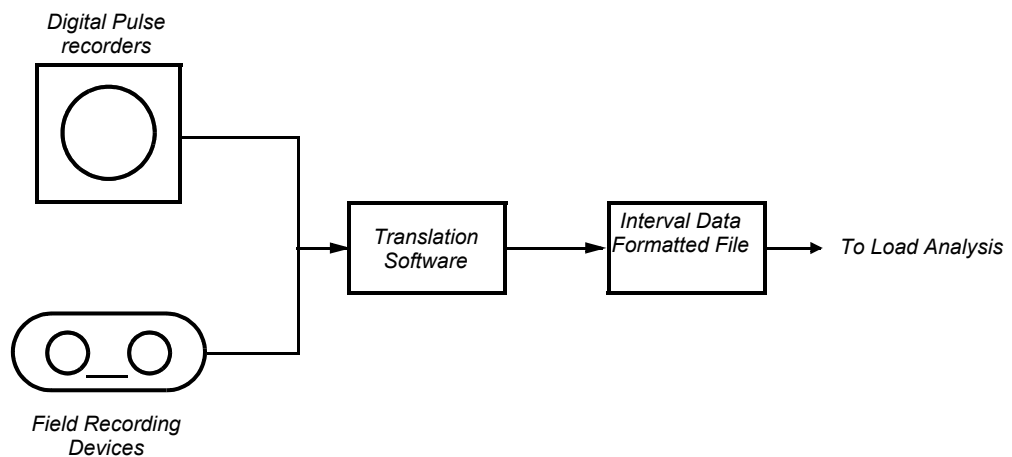 Digital Pulse
recorders
Translation
Software
Interval Data
Formatted File
To Load Analysis
Field Recording
Devices